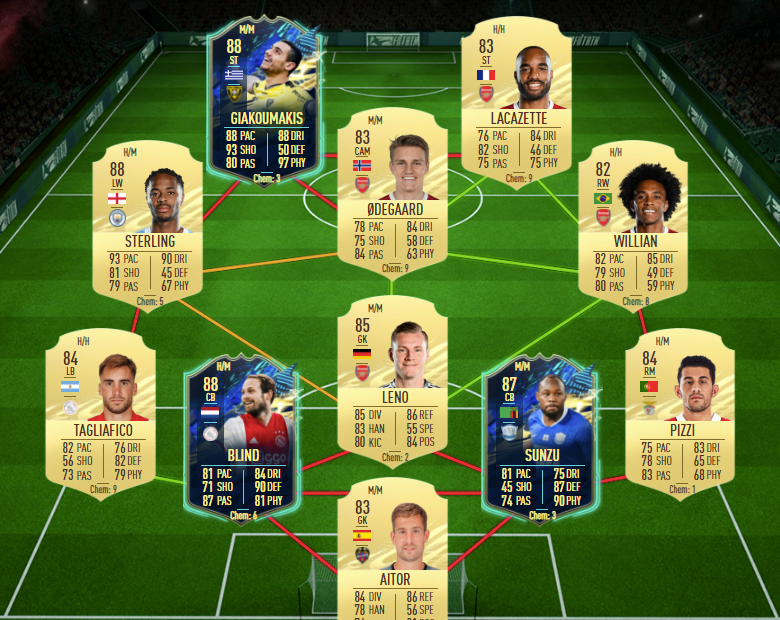 M/M
88
ST
GIAKOUMAKIS
88 PAC 88 DRI
93 SHO 50 DEF
80 PAS 97 PHY
Chem: 3
H/H
83
ST
LACAZETTE
76 PAC 84 DRI
82 SHO 46 DEF
75 PAS 75 PHY
Chem: 9
H/M
88
LW
STERLING
93 PAC 90 DRI
81 SHO 45 DEF
79 PAS 67 PHY
Chem: 5
M/M
83
CAM
ØDEGAARD
78 PAC 84 DRI
75 SHO 58 DEF
84 PAS 63 PHY
Chem: 9
H/M
82
RW
WILLIAN
82 PAC 85 DRI
79 SHO 49 DEF
81 PAS 59 PHY
Chem: 8
H/H
84
LB
TAGLIAFICO
82 PAC 76 DRI
56 SHO 82 DEF
73 PAS 79 PHY
Chem: 9
H/M
88
CB
BLIND
81 PAC 84 DRI
71 SHO 90 DEF
87 PAS 81 PHY
Chem: 6
M/M
85
GK
LENO
85 DIV 86 REF
83 HAN 55 SPE
80 KIC 84 POS
Chem: 2
M/M
87
CB
SUNZU
81 PAC 75 DRI
45 SHO 87 DEF
74 PAS 90 PHY
Chem: 3
H/M
84
RM
PIZZI
75 PAC 83 DRI
78 SHO 65 DEF
83 PAS 68 PHY
Chem: 1
M/M
83
GK
AITOR
84 DIV 86 REF
78 HAN 56 SPE